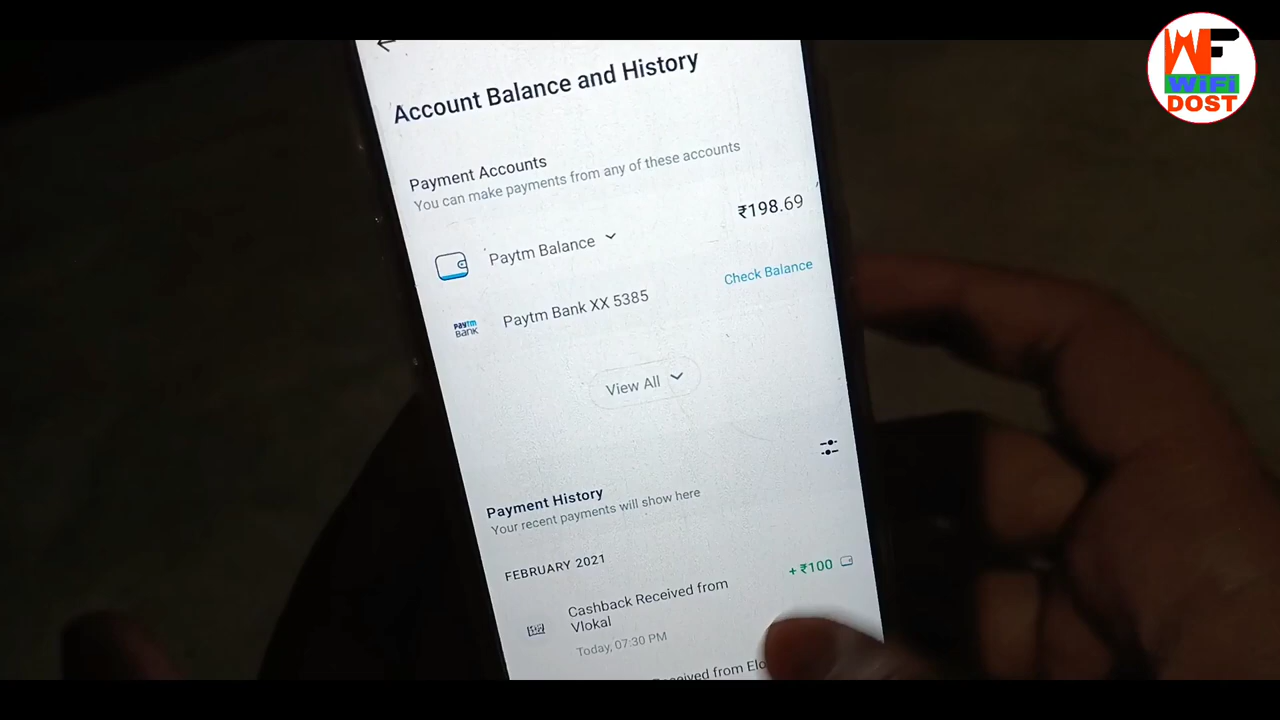 WF
WiFi
DOST
Account Balance and History
Payment Accounts
You can make payments from any of these accounts
Paytm Balance ₹198.69
paytm
Bank
Paytm Bank XX 5385 Check Balance
View All
Payment History
Your recent payments will show here
FEBRUARY 2021
Cashback Received from +₹100
Vlokal
Today, 07:30 PM
Received from Elo